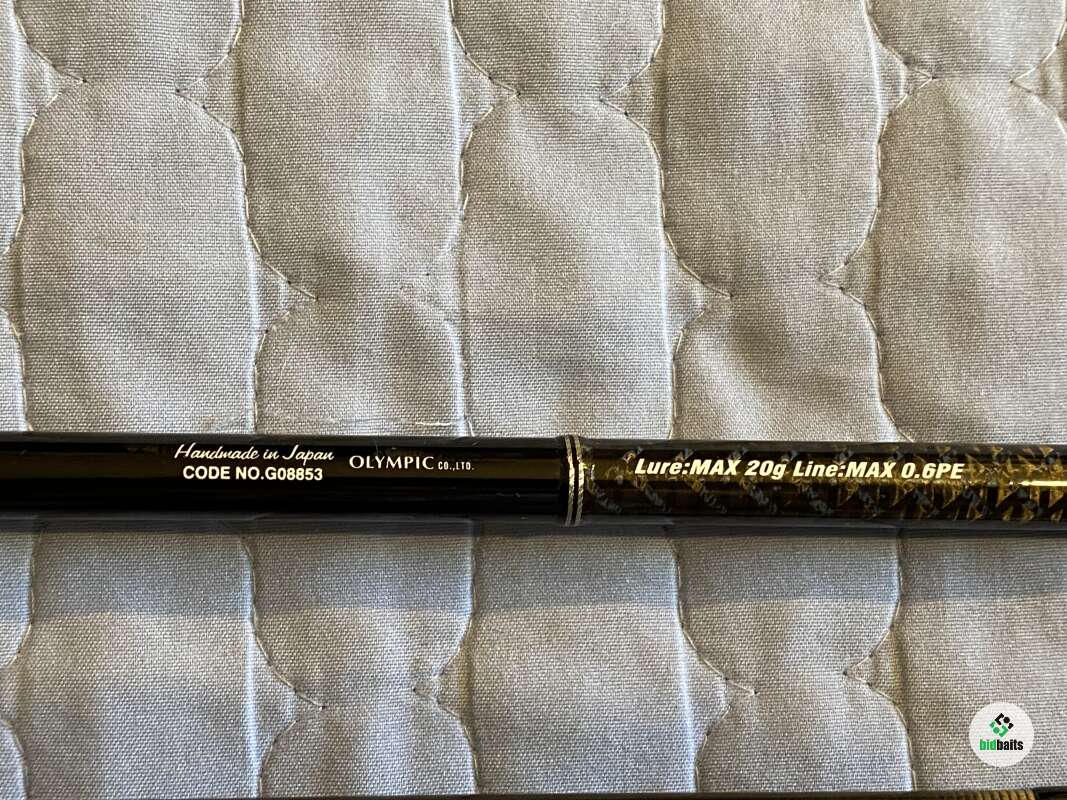 Handmade in Japan
CODE NO.G08853
OLYMPIC CO.,LTD.
Lure:MAX 20g Line:MAX 0.6PE
bidbaits